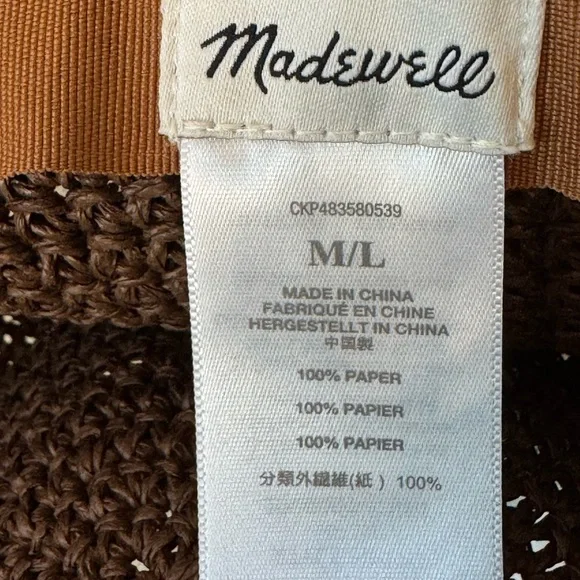 Madewell
CKP483580539
M/L
MADE IN CHINA
FABRIQUÉ EN CHINE
HERGESTELLT IN CHINA
中国製
100% PAPER
100% PAPIER
100% PAPIER
分類外繊維(紙) 100%